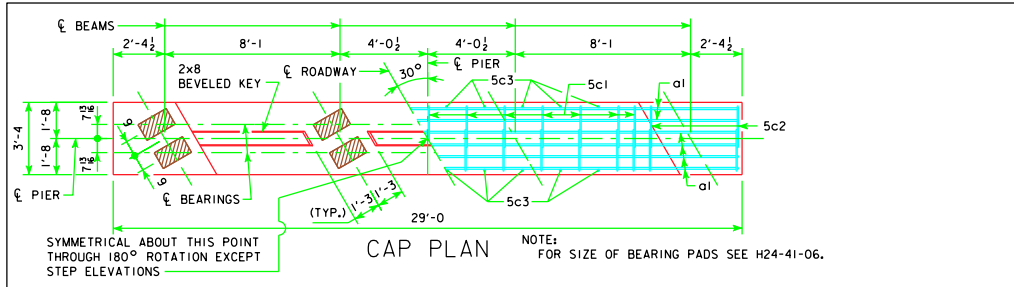 ℄ BEAMS
2'-4½ 8'-1 4'-0½ 4'-0½ 8'-1 2'-4½
2x8
BEVELED KEY
℄ ROADWAY
30°
℄ PIER
5c3
5c1
a1
5c2
3'-4
1'-8
1'-8
7 13/16
7 13/16
9
9
℄ PIER
℄ BEARINGS
(TYP.)
1'-3
1'-3
5c3
a1
29'-0
SYMMETRICAL ABOUT THIS POINT
THROUGH 180° ROTATION EXCEPT
STEP ELEVATIONS
CAP PLAN
NOTE:
FOR SIZE OF BEARING PADS SEE H24-41-06.